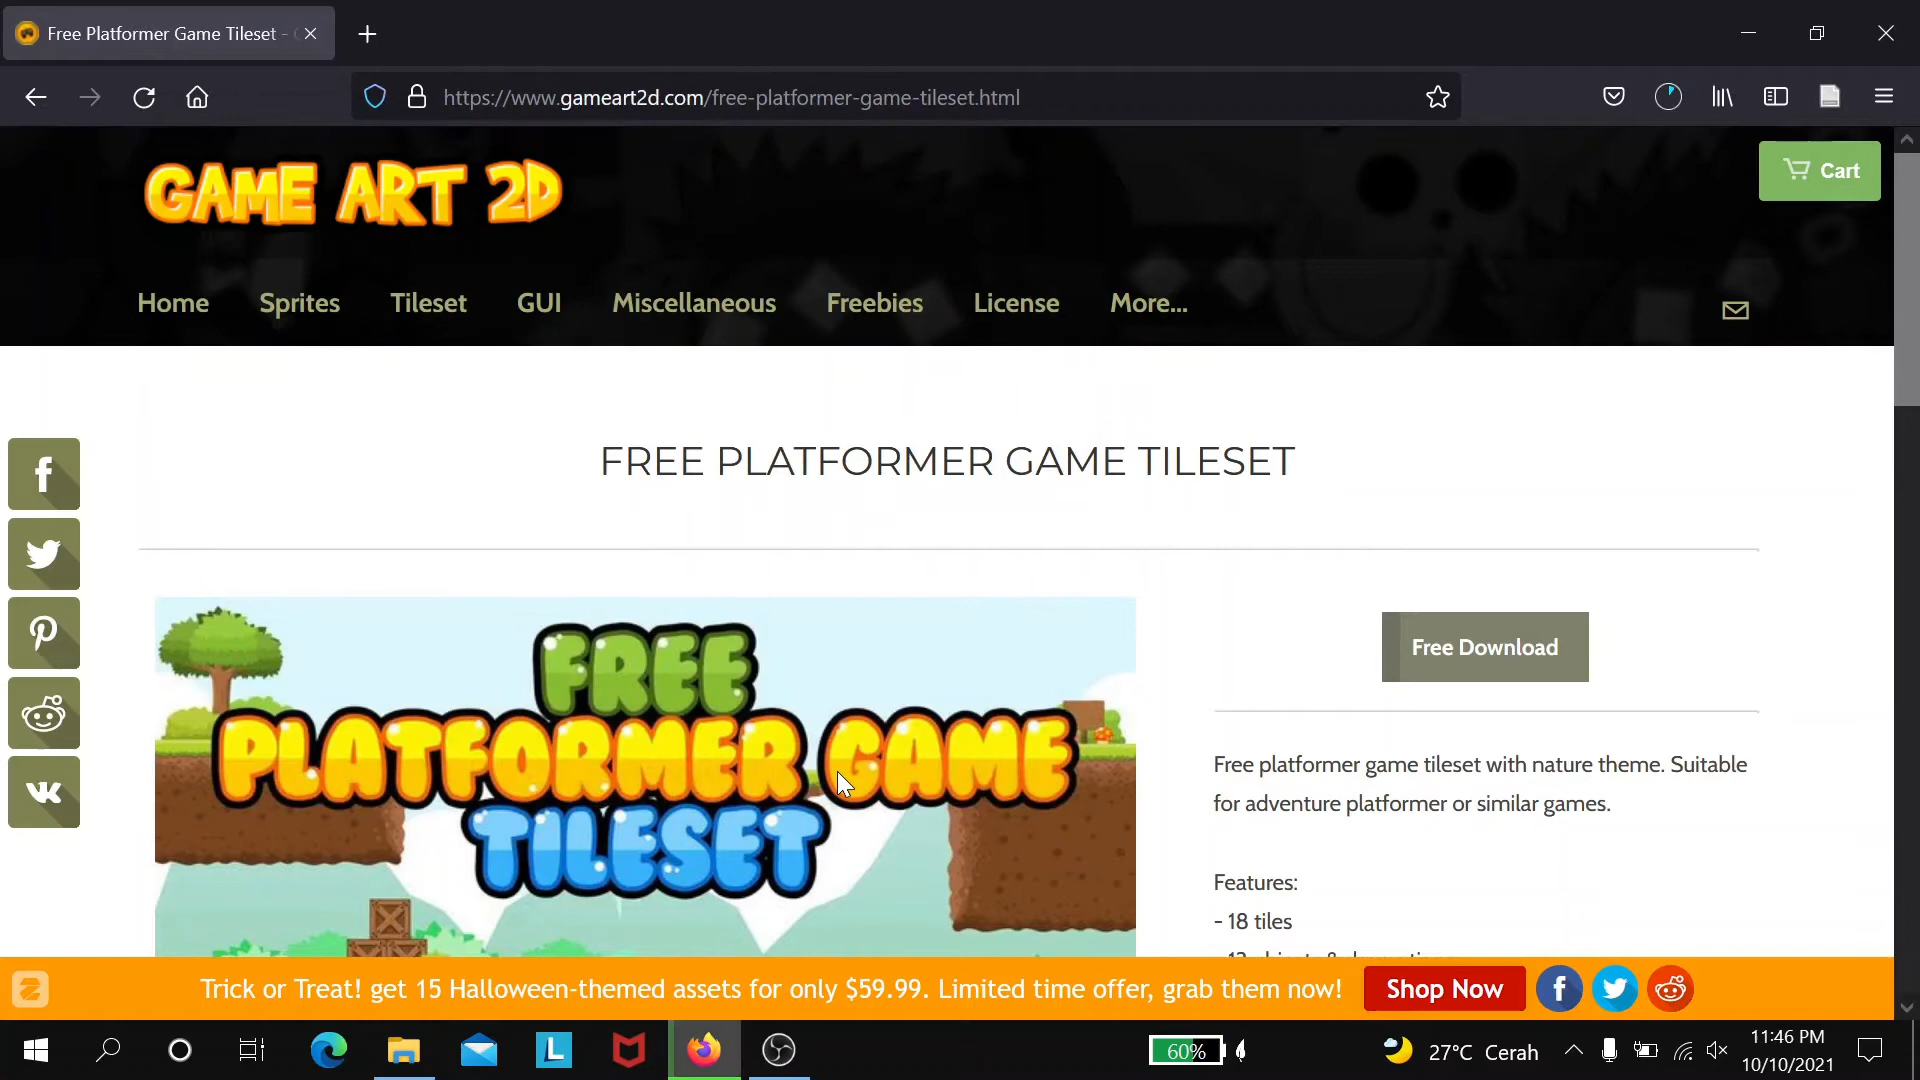 Free Platformer Game Tileset -
https://www.gameart2d.com/free-platformer-game-tileset.html
GAME ART 2D
Cart
Home Sprites Tileset GUI Miscellaneous Freebies License More...
FREE PLATFORMER GAME TILESET
FREE
PLATFORMER GAME
TILESET
Free Download
Free platformer game tileset with nature theme. Suitable
for adventure platformer or similar games.
Features:
- 18 tiles
Trick or Treat! get 15 Halloween-themed assets for only $59.99. Limited time offer, grab them now! Shop Now
60%
27°C Cerah
11:46 PM
10/10/2021